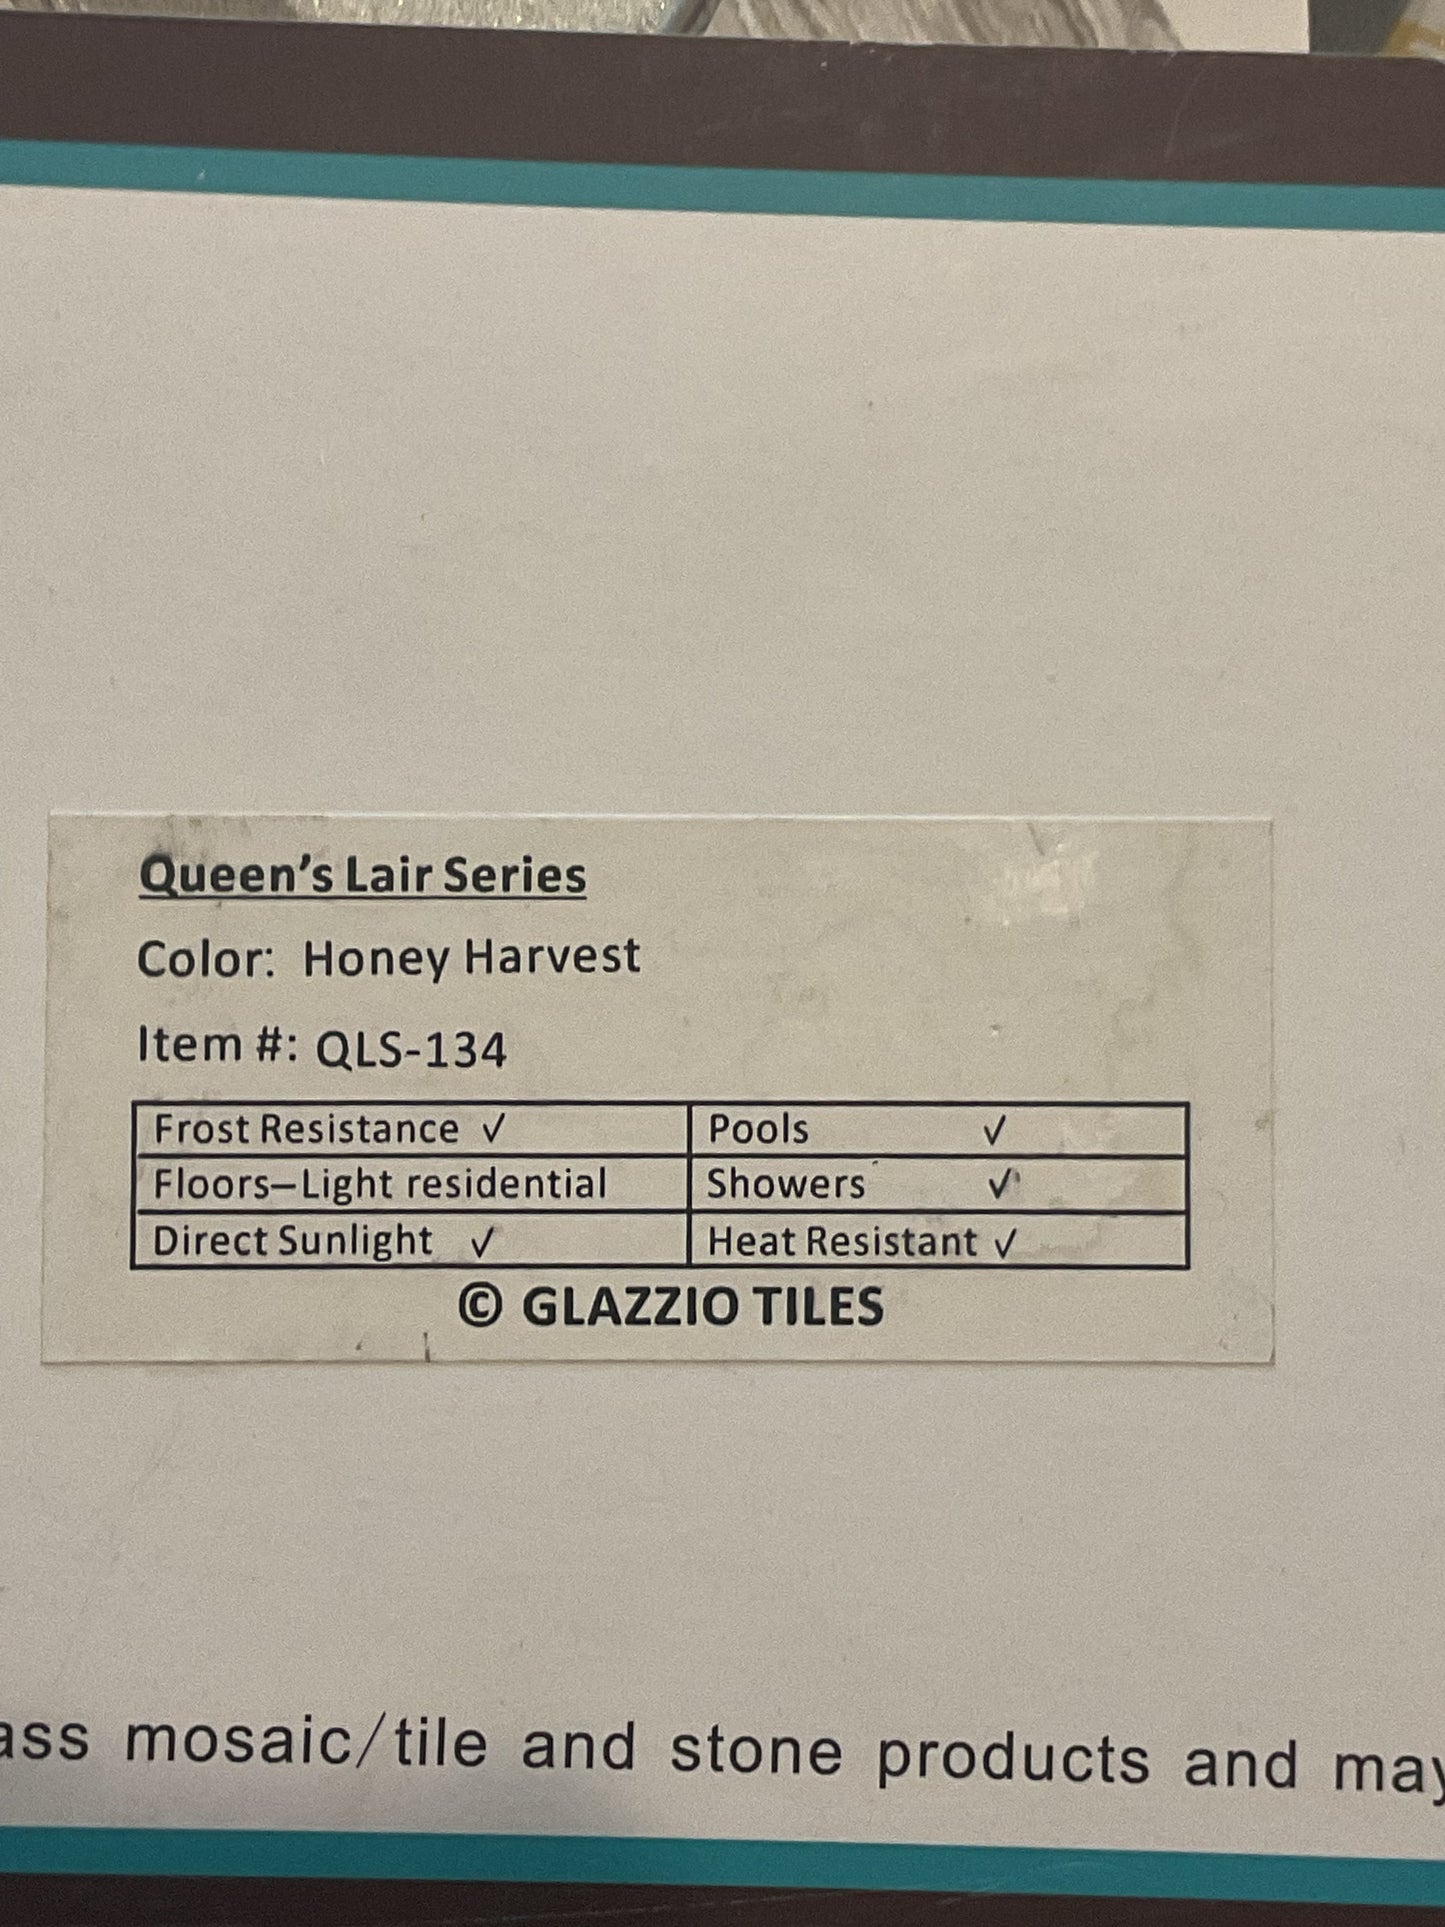 Queen's Lair Series
Color: Honey Harvest
Item #: QLS-134
Frost Resistance ✓ Pools ✓
Floors—Light residential Showers ✓
Direct Sunlight ✓ Heat Resistant ✓
© GLAZZIO TILES
ass mosaic/tile and stone products and may